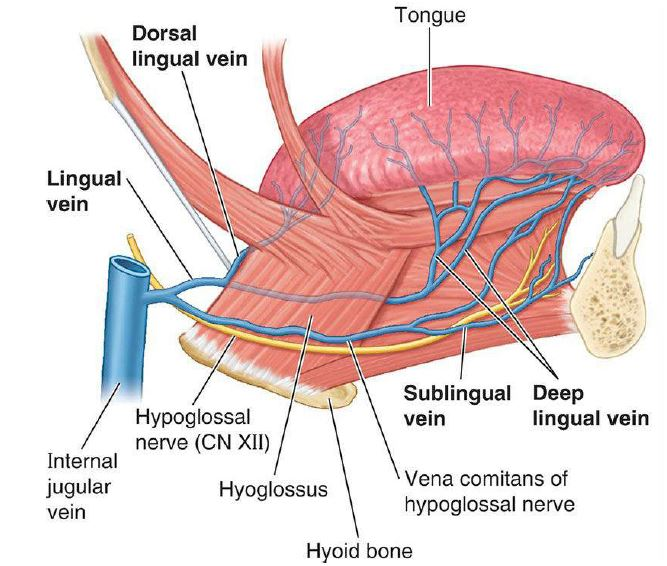 Tongue
Dorsal
lingual vein
Lingual
vein
Sublingual
vein
Deep
lingual vein
Hypoglossal
nerve (CN XII)
Internal
jugular
vein
Hyoglossus
Vena comitans of
hypoglossal nerve
Hyoid bone